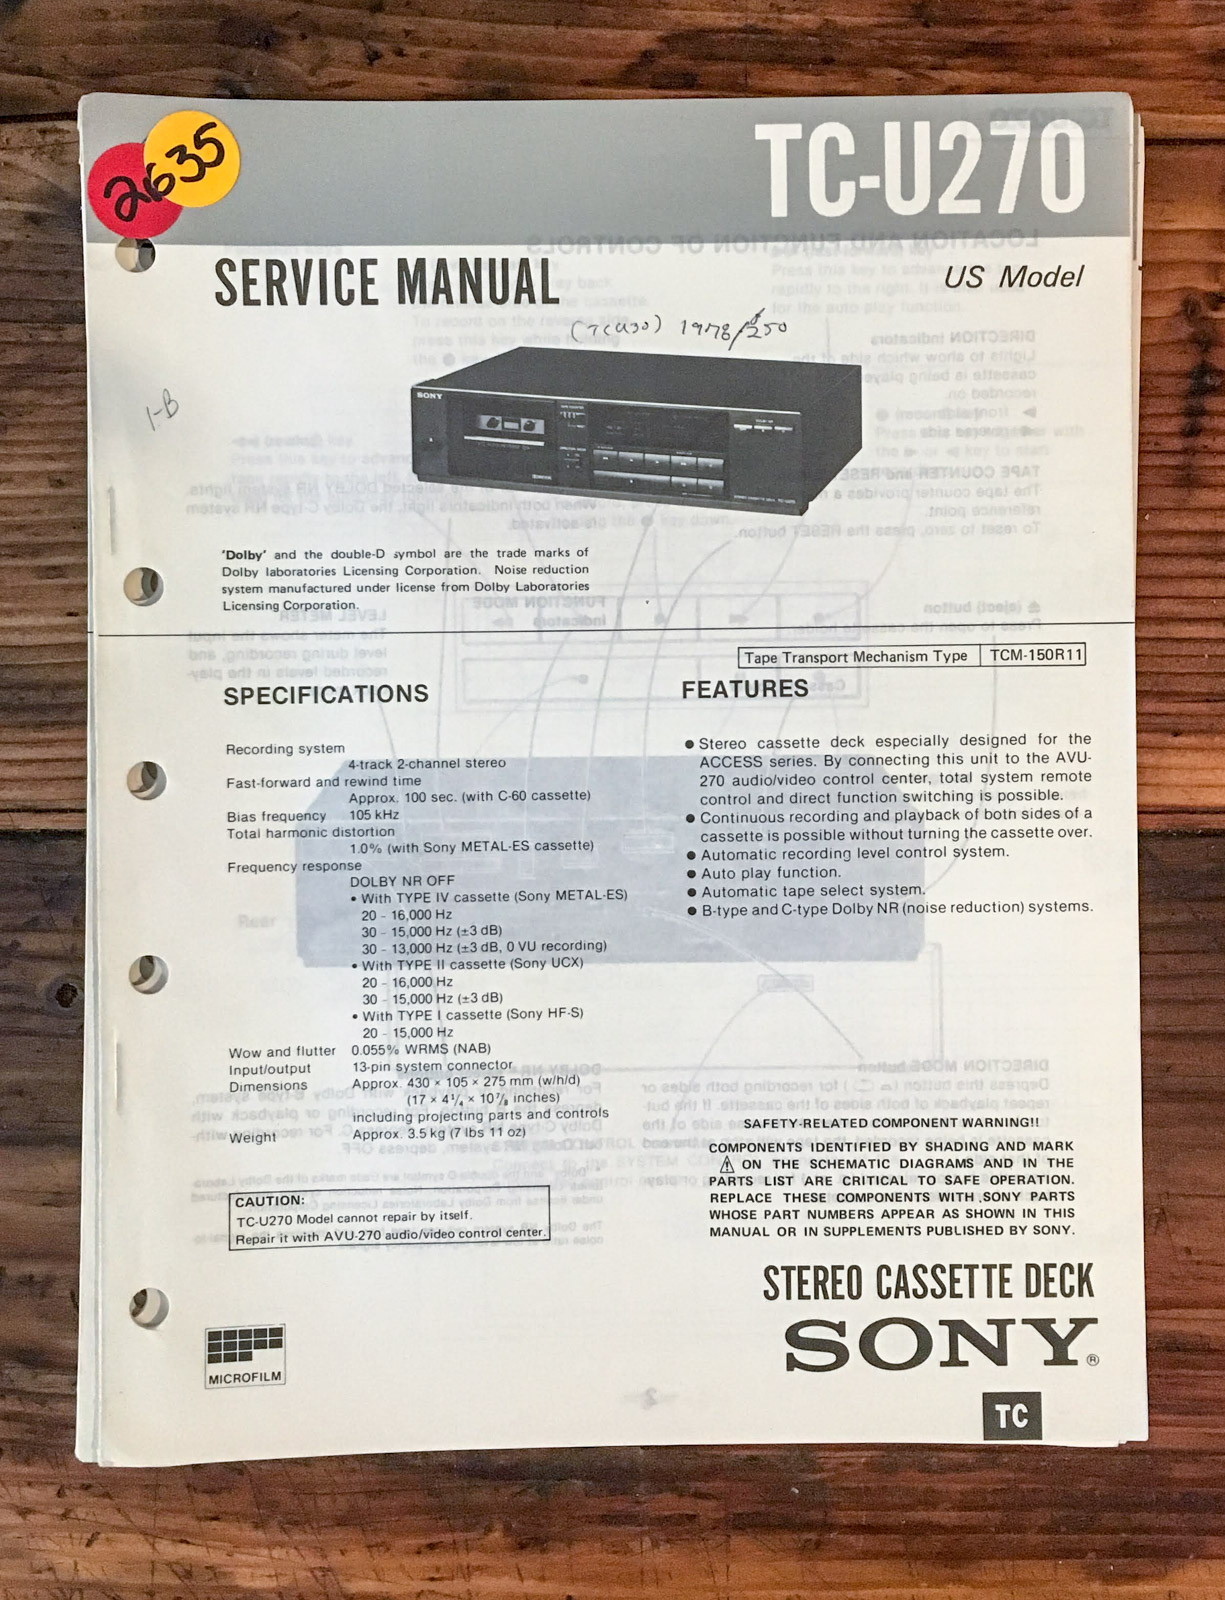 2635
TC-U270
SERVICE MANUAL
US Model
(TCU30) 1978/250
1-B
SONY
'Dolby' and the double-D symbol are the trade marks of
Dolby laboratories Licensing Corporation. Noise reduction
system manufactured under license from Dolby Laboratories
Licensing Corporation.
Tape Transport Mechanism Type TCM-150R11
SPECIFICATIONS
Recording system
4-track 2-channel stereo
Fast-forward and rewind time
Approx. 100 sec. (with C-60 cassette)
Bias frequency 105 kHz
Total harmonic distortion
1.0% (with Sony METAL-ES cassette)
Frequency response
DOLBY NR OFF
• With TYPE IV cassette (Sony METAL-ES)
20 - 16,000 Hz
30 - 15,000 Hz (±3 dB)
30 - 13,000 Hz (±3 dB, 0 VU recording)
• With TYPE II cassette (Sony UCX)
20 - 16,000 Hz
30 - 15,000 Hz (±3 dB)
• With TYPE I cassette (Sony HF-S)
20 - 15,000 Hz
Wow and flutter 0.055% WRMS (NAB)
Input/output 13-pin system connector
Dimensions Approx. 430 × 105 × 275 mm (w/h/d)
(17 × 4¹/₄ × 10⁷/₈ inches)
including projecting parts and controls
Weight Approx. 3.5 kg (7 lbs 11 oz)
CAUTION:
TC-U270 Model cannot repair by itself.
Repair it with AVU-270 audio/video control center.
MICROFILM
FEATURES
● Stereo cassette deck especially designed for the
ACCESS series. By connecting this unit to the AVU-
270 audio/video control center, total system remote
control and direct function switching is possible.
● Continuous recording and playback of both sides of a
cassette is possible without turning the cassette over.
● Automatic recording level control system.
● Auto play function.
● Automatic tape select system.
● B-type and C-type Dolby NR (noise reduction) systems.
SAFETY-RELATED COMPONENT WARNING!!
COMPONENTS IDENTIFIED BY SHADING AND MARK
⚠ ON THE SCHEMATIC DIAGRAMS AND IN THE
PARTS LIST ARE CRITICAL TO SAFE OPERATION.
REPLACE THESE COMPONENTS WITH SONY PARTS
WHOSE PART NUMBERS APPEAR AS SHOWN IN THIS
MANUAL OR IN SUPPLEMENTS PUBLISHED BY SONY.
STEREO CASSETTE DECK
SONY®
TC